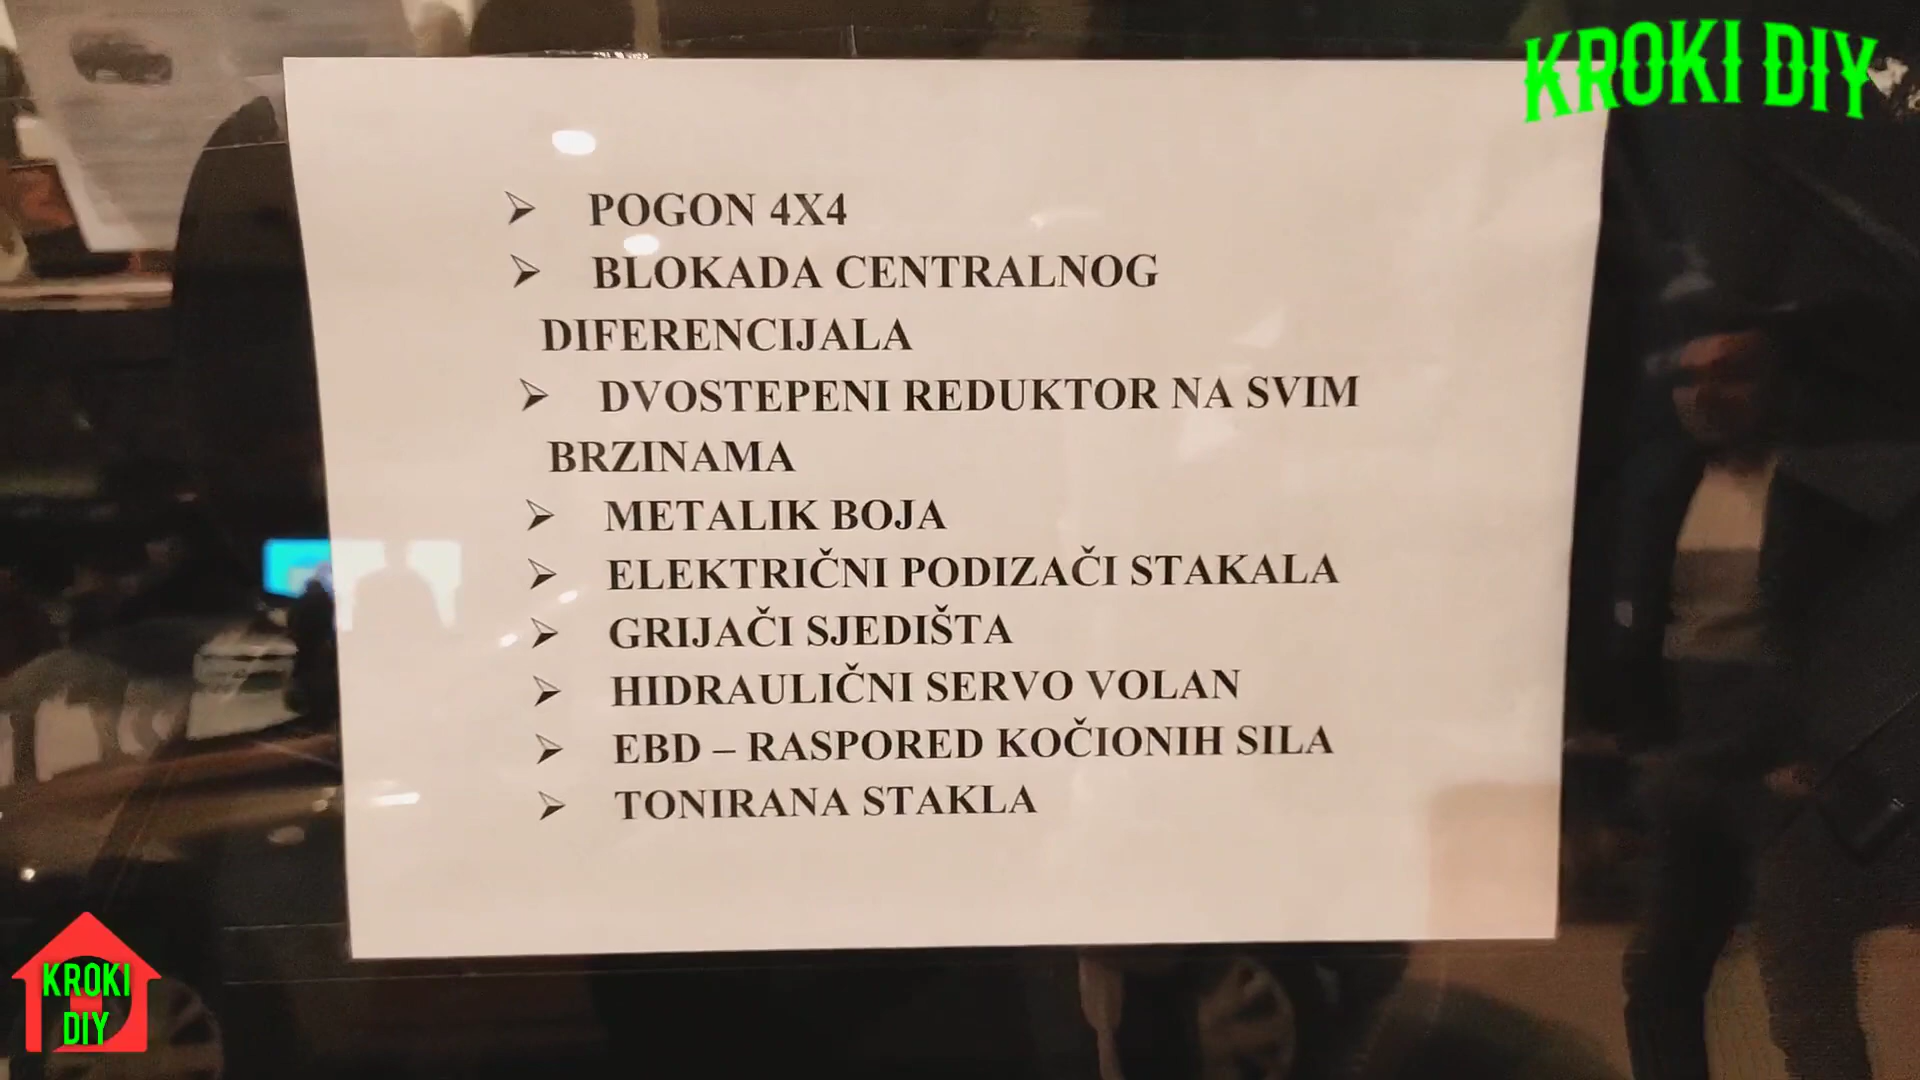 KROKI DIY
➢ POGON 4X4
➢ BLOKADA CENTRALNOG
DIFERENCIJALA
➢ DVOSTEPENI REDUKTOR NA SVIM
BRZINAMA
➢ METALIK BOJA
➢ ELEKTRIČNI PODIZAČI STAKALA
➢ GRIJAČI SJEDIŠTA
➢ HIDRAULIČNI SERVO VOLAN
➢ EBD – RASPORED KOČIONIH SILA
➢ TONIRANA STAKLA
KROKI
DIY